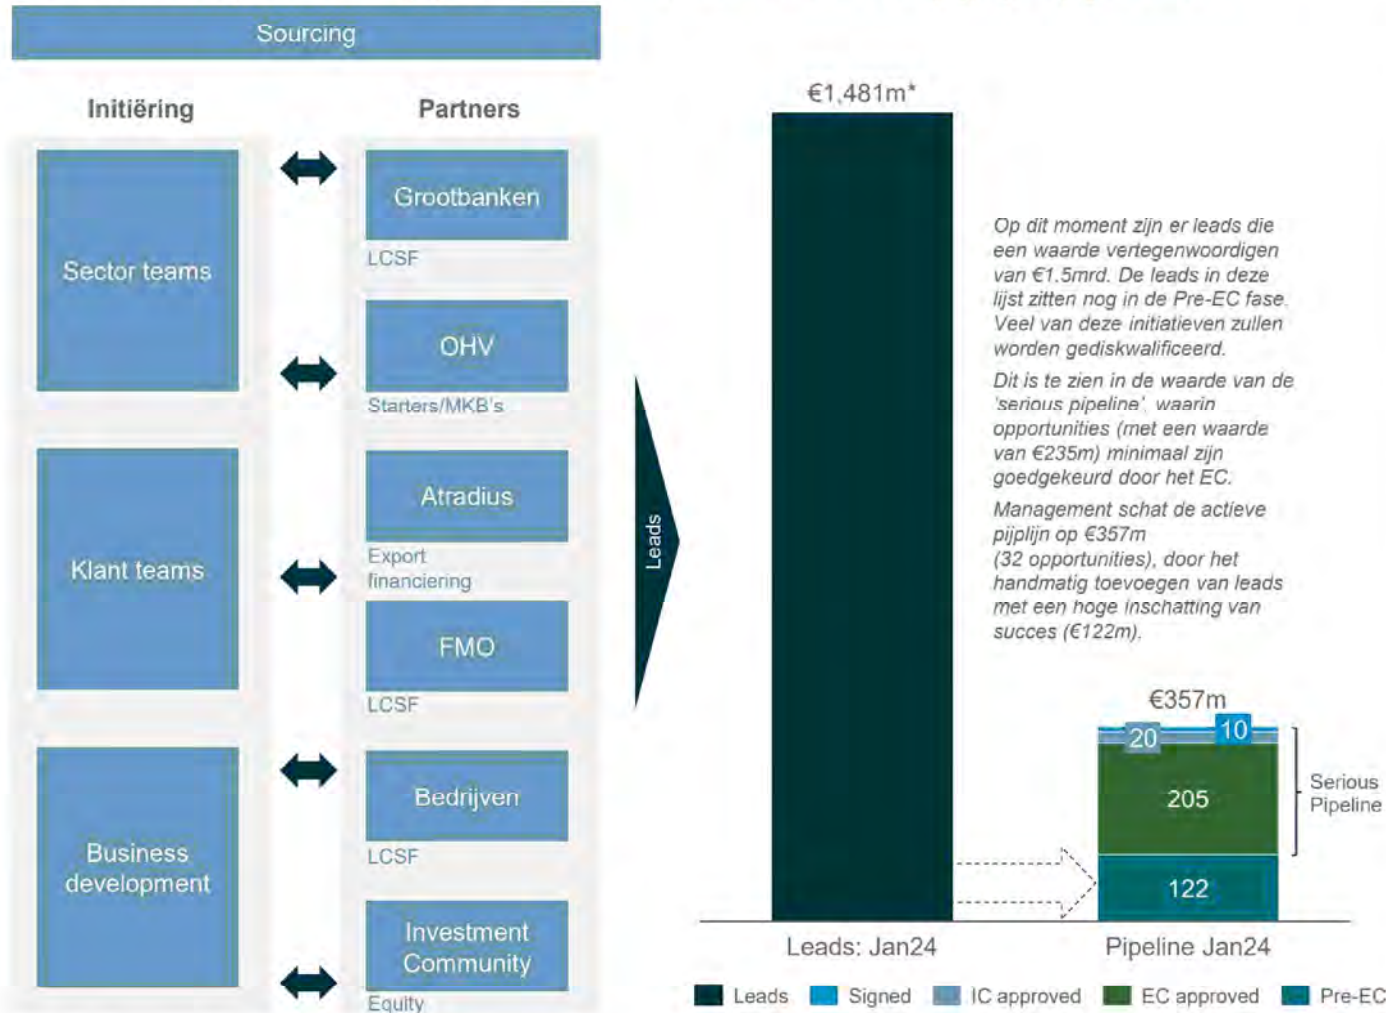 Sourcing
Initiëring
Partners
Sector teams
Klant teams
Business
development
Grootbanken
LCSF
OHV
Starters/MKB's
Atradius
Export
financiering
FMO
LCSF
Bedrijven
LCSF
Investment
Community
Equity
Leads
€1,481m*
Op dit moment zijn er leads die
een waarde vertegenwoordigen
van €1.5mrd. De leads in deze
lijst zitten nog in de Pre-EC fase.
Veel van deze initiatieven zullen
worden gediskwalificeerd.
Dit is te zien in de waarde van de
'serious pipeline', waarin
opportunities (met een waarde
van €235m) minimaal zijn
goedgekeurd door het EC.
Management schat de actieve
pijplijn op €357m
(32 opportunities), door het
handmatig toevoegen van leads
met een hoge inschatting van
succes (€122m).
€357m
20
10
205
122
Serious
Pipeline
Leads: Jan24
Pipeline Jan24
Leads
Signed
IC approved
EC approved
Pre-EC